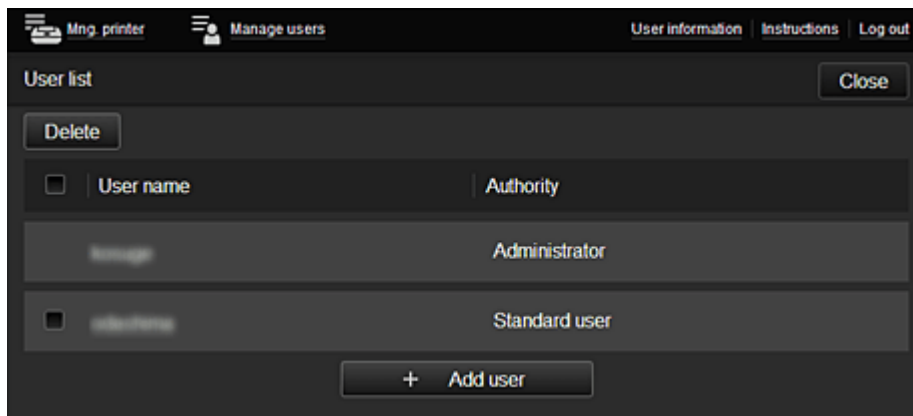 Mng. printer Manage users User information Instructions Log out
User list Close
Delete
User name Authority
Administrator
Standard user
+ Add user